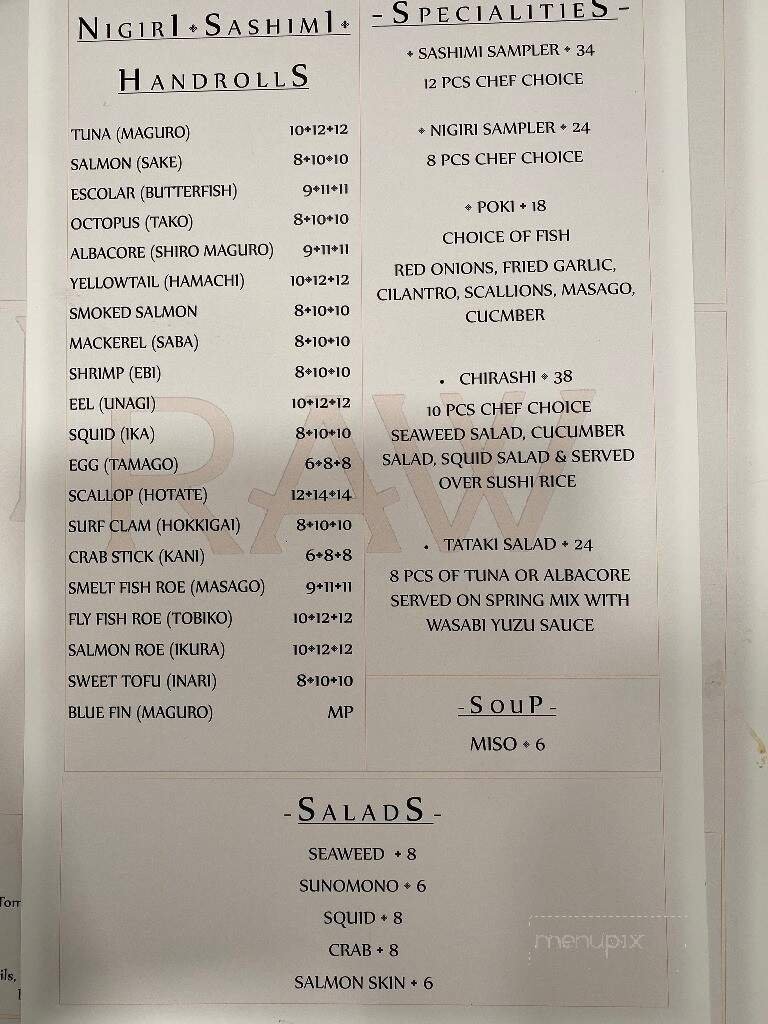 NIGIRI ⬥ SASHIMI ⬥
HANDROLLS
TUNA (MAGURO) 10⬥12⬥12
SALMON (SAKE) 8⬥10⬥10
ESCOLAR (BUTTERFISH) 9⬥11⬥11
OCTOPUS (TAKO) 8⬥10⬥10
ALBACORE (SHIRO MAGURO) 9⬥11⬥11
YELLOWTAIL (HAMACHI) 10⬥12⬥12
SMOKED SALMON 8⬥10⬥10
MACKEREL (SABA) 8⬥10⬥10
SHRIMP (EBI) 8⬥10⬥10
EEL (UNAGI) 10⬥12⬥12
SQUID (IKA) 8⬥10⬥10
EGG (TAMAGO) 6⬥8⬥8
SCALLOP (HOTATE) 12⬥14⬥14
SURF CLAM (HOKKIGAI) 8⬥10⬥10
CRAB STICK (KANI) 6⬥8⬥8
SMELT FISH ROE (MASAGO) 9⬥11⬥11
FLY FISH ROE (TOBIKO) 10⬥12⬥12
SALMON ROE (IKURA) 10⬥12⬥12
SWEET TOFU (INARI) 8⬥10⬥10
BLUE FIN (MAGURO) MP
RAW
- SPECIALITIES -
⬥ SASHIMI SAMPLER ⬥ 34
12 PCS CHEF CHOICE
⬥ NIGIRI SAMPLER ⬥ 24
8 PCS CHEF CHOICE
⬥ POKI ⬥ 18
CHOICE OF FISH
RED ONIONS, FRIED GARLIC,
CILANTRO, SCALLIONS, MASAGO,
CUCMBER
• CHIRASHI ⬥ 38
10 PCS CHEF CHOICE
SEAWEED SALAD, CUCUMBER
SALAD, SQUID SALAD & SERVED
OVER SUSHI RICE
• TATAKI SALAD ⬥ 24
8 PCS OF TUNA OR ALBACORE
SERVED ON SPRING MIX WITH
WASABI YUZU SAUCE
- SOUP -
MISO ⬥ 6
- SALADS -
SEAWEED ⬥ 8
SUNOMONO ⬥ 6
SQUID ⬥ 8
CRAB ⬥ 8
SALMON SKIN ⬥ 6
menupix